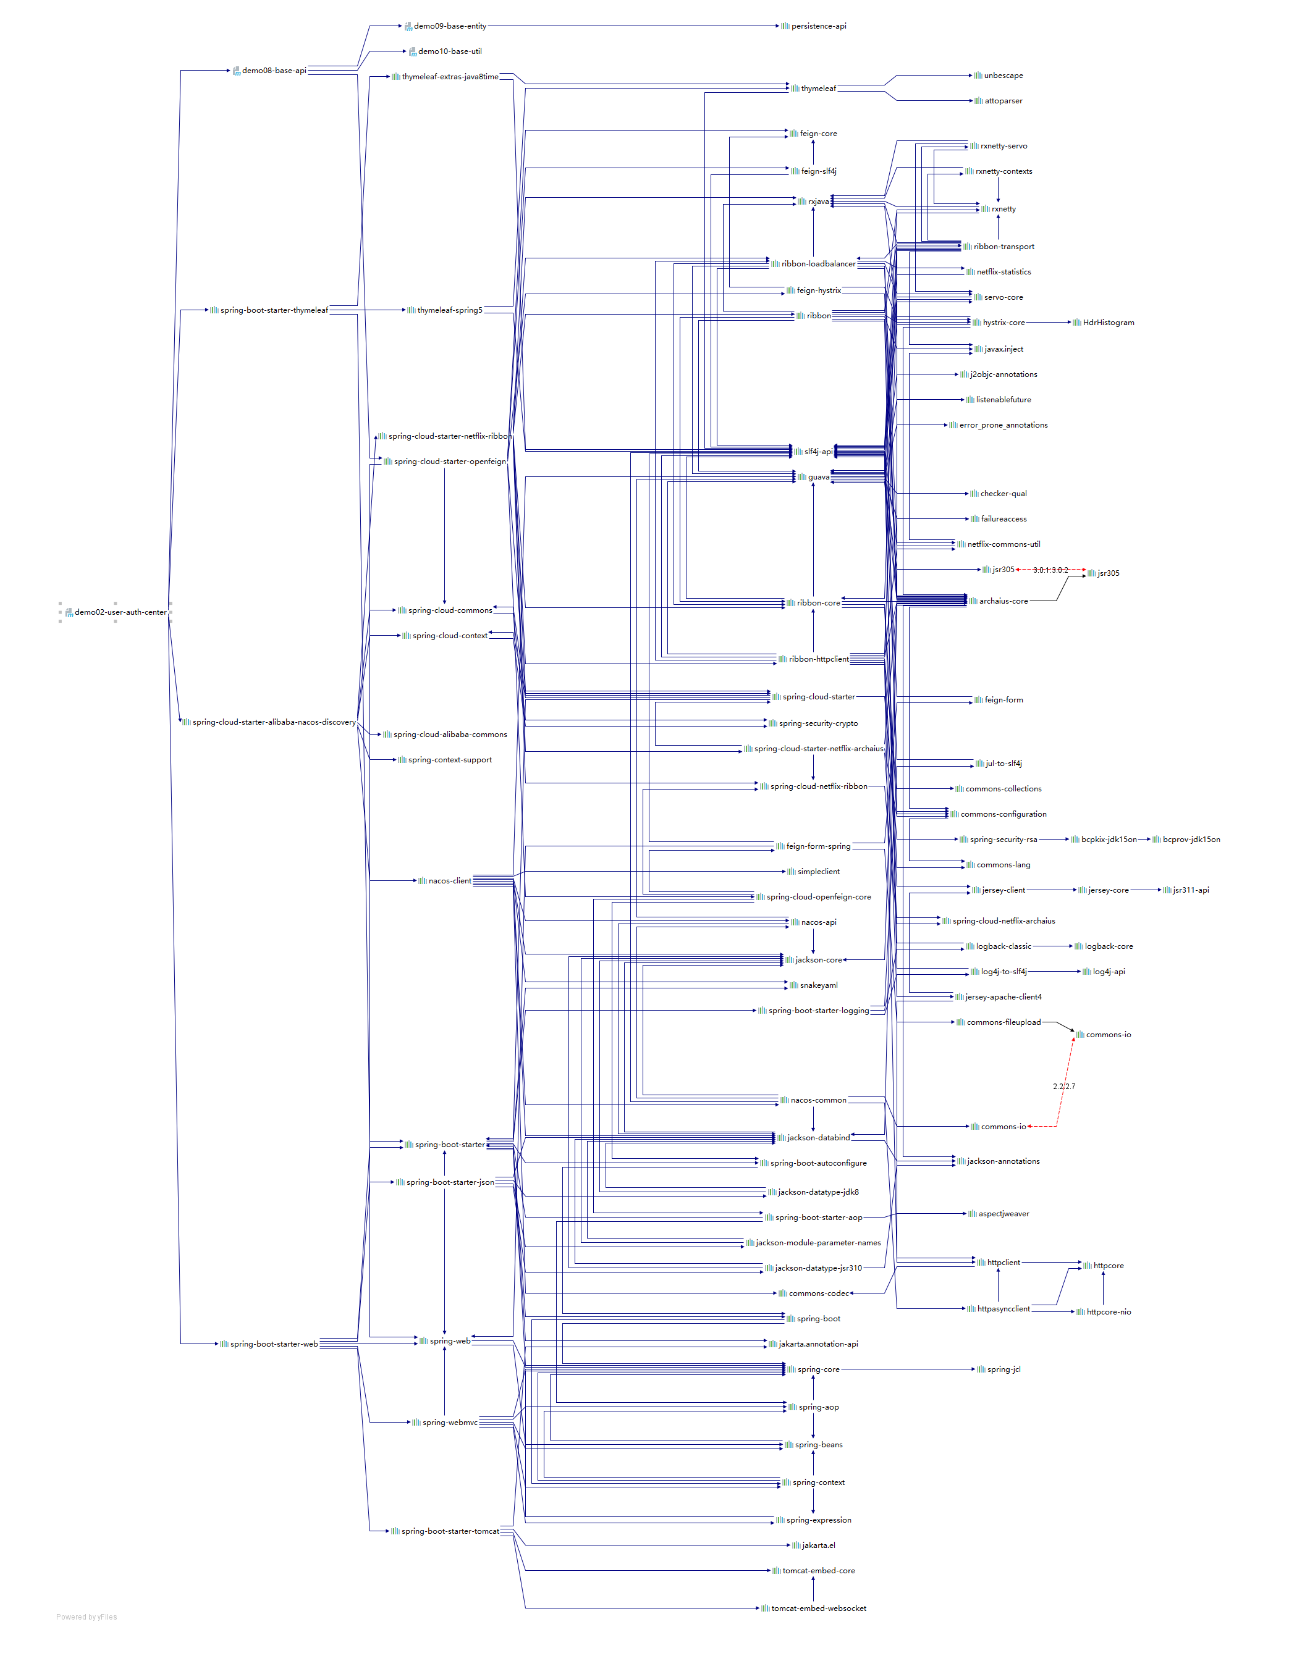 demo09-base-entity
persistence-api
demo10-base-util
demo08-base-api
thymeleaf-extras-java8time
unbescape
thymeleaf
attoparser
feign-core
rxnetty-servo
feign-slf4j
rxnetty-contexts
rxjava
rxnetty
ribbon-transport
ribbon-loadbalancer
netflix-statistics
feign-hystrix
servo-core
spring-boot-starter-thymeleaf
thymeleaf-spring5
ribbon
hystrix-core
HdrHistogram
javax.inject
j2objc-annotations
listenablefuture
error_prone_annotations
spring-cloud-starter-netflix-ribbon
slf4j-api
spring-cloud-starter-openfeign
guava
checker-qual
failureaccess
netflix-commons-util
jsr305
3.0.1:3.0.2
jsr305
archaius-core
ribbon-core
demo02-user-auth-center
spring-cloud-commons
spring-cloud-context
ribbon-httpclient
spring-cloud-starter
feign-form
spring-cloud-starter-alibaba-nacos-discovery
spring-security-crypto
spring-cloud-alibaba-commons
spring-cloud-starter-netflix-archaius
spring-context-support
jul-to-slf4j
spring-cloud-netflix-ribbon
commons-collections
commons-configuration
feign-form-spring
spring-security-rsa
bcpkix-jdk15on
bcprov-jdk15on
commons-lang
simpleclient
nacos-client
jersey-client
jersey-core
jsr311-api
spring-cloud-openfeign-core
nacos-api
spring-cloud-netflix-archaius
logback-classic
logback-core
jackson-core
log4j-to-slf4j
log4j-api
snakeyaml
jersey-apache-client4
spring-boot-starter-logging
commons-fileupload
commons-io
2.2:2.7
nacos-common
commons-io
jackson-databind
spring-boot-starter
spring-boot-autoconfigure
jackson-annotations
spring-boot-starter-json
jackson-datatype-jdk8
spring-boot-starter-aop
aspectjweaver
jackson-module-parameter-names
jackson-datatype-jsr310
httpclient
httpcore
commons-codec
httpasyncclient
httpcore-nio
spring-boot
spring-boot-starter-web
spring-web
jakarta.annotation-api
spring-core
spring-jcl
spring-aop
spring-webmvc
spring-beans
spring-context
spring-expression
spring-boot-starter-tomcat
jakarta.el
tomcat-embed-core
tomcat-embed-websocket
Powered by yFiles